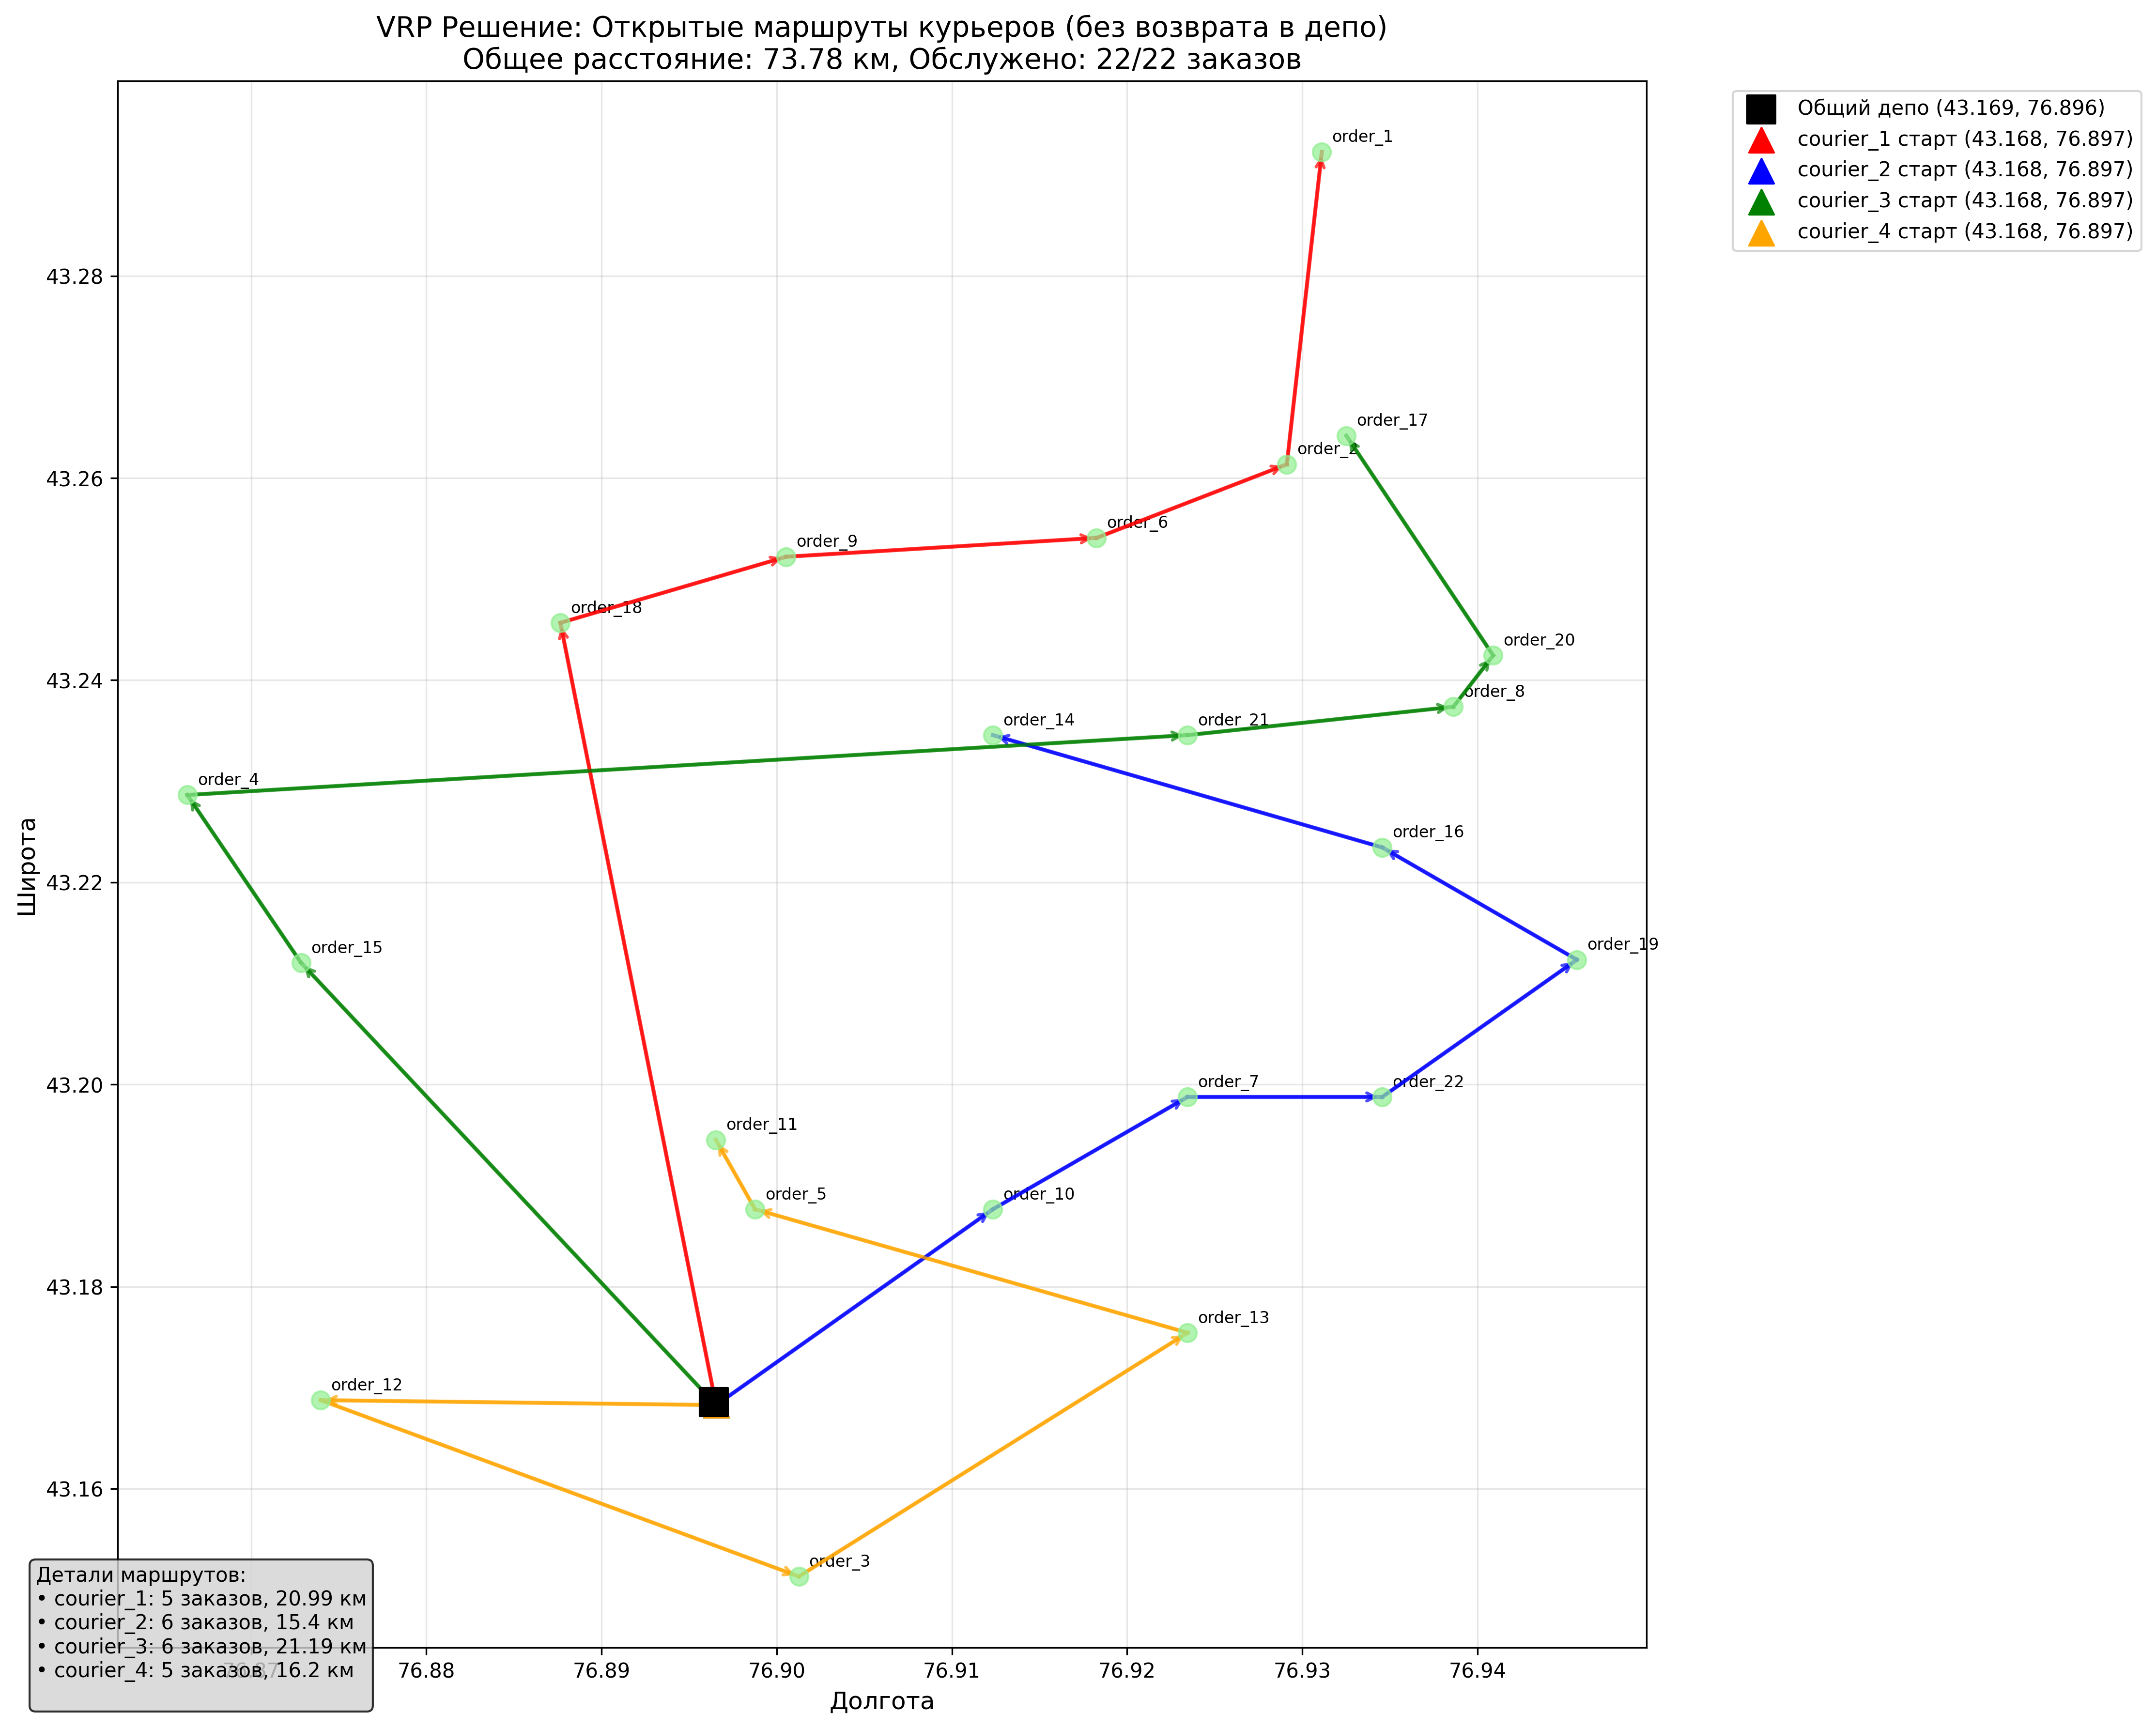 VRP Решение: Открытые маршруты курьеров (без возврата в депо)
Общее расстояние: 73.78 км, Обслужено: 22/22 заказов
Общий депо (43.169, 76.896)
courier_1 старт (43.168, 76.897)
courier_2 старт (43.168, 76.897)
courier_3 старт (43.168, 76.897)
courier_4 старт (43.168, 76.897)
order_1
43.28
order_17
order_2
43.26
order_6
order_9
order_18
order_20
43.24
order_8
order_14
order_21
order_4
Широта
order_16
43.22
order_19
order_15
43.20
order_7
order_22
order_11
order_5
order_10
43.18
order_13
order_12
43.16
order_3
Детали маршрутов:
• courier_1: 5 заказов, 20.99 км
• courier_2: 6 заказов, 15.4 км
• courier_3: 6 заказов, 21.19 км
• courier_4: 5 заказов, 16.2 км
76.87
76.88
76.89
76.90
76.91
76.92
76.93
76.94
Долгота